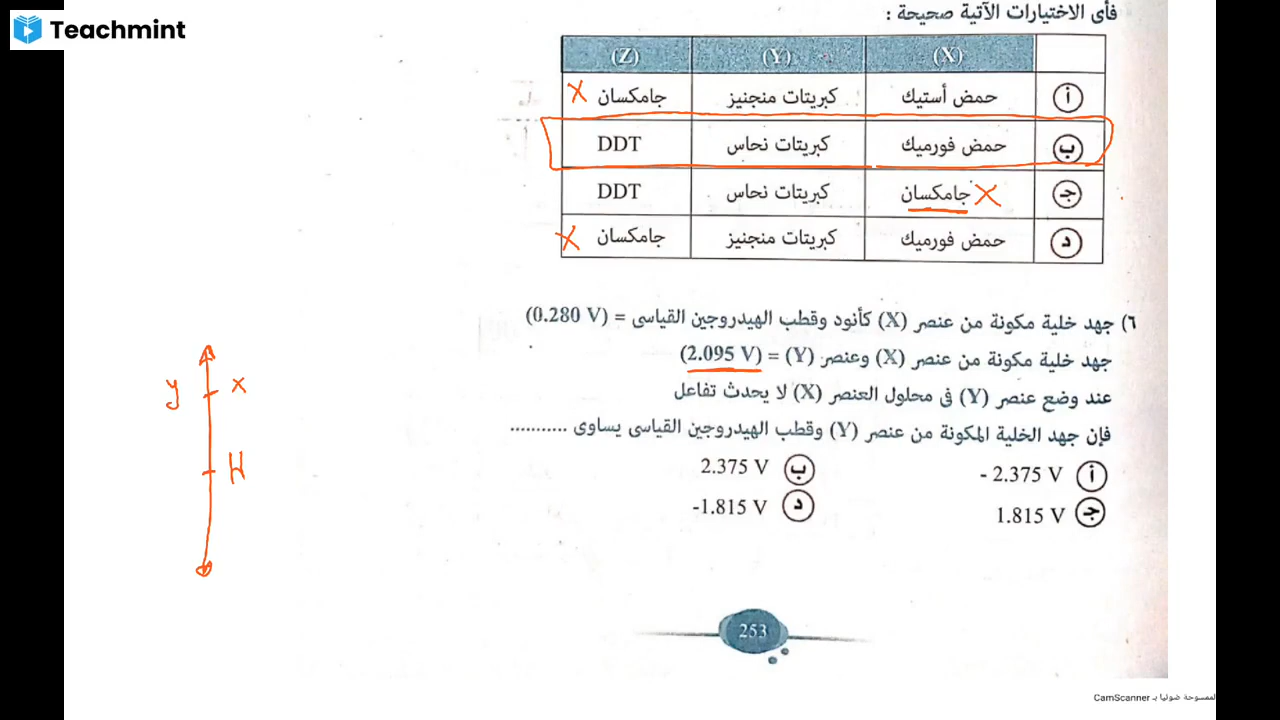 Teachmint
فأى الاختيارات الآتية صحيحة :
(X) (Y) (Z)
أ حمض أستيك كبريتات منجنيز جامكسان X
ب حمض فورميك كبريتات نحاس DDT
ج جامكسان X كبريتات نحاس DDT
د حمض فورميك كبريتات منجنيز جامكسان X
٦) جهد خلية مكونة من عنصر (X) كأنود وقطب الهيدروجين القياسى = (0.280 V)
جهد خلية مكونة من عنصر (X) وعنصر (Y) = (2.095 V)
عند وضع عنصر (Y) فى محلول العنصر (X) لا يحدث تفاعل
فإن جهد الخلية المكونة من عنصر (Y) وقطب الهيدروجين القياسى يساوى ...........
أ - 2.375 V ب 2.375 V
ج 1.815 V د -1.815 V
y x
H
253
الممسوحة ضوئيا بـ CamScanner